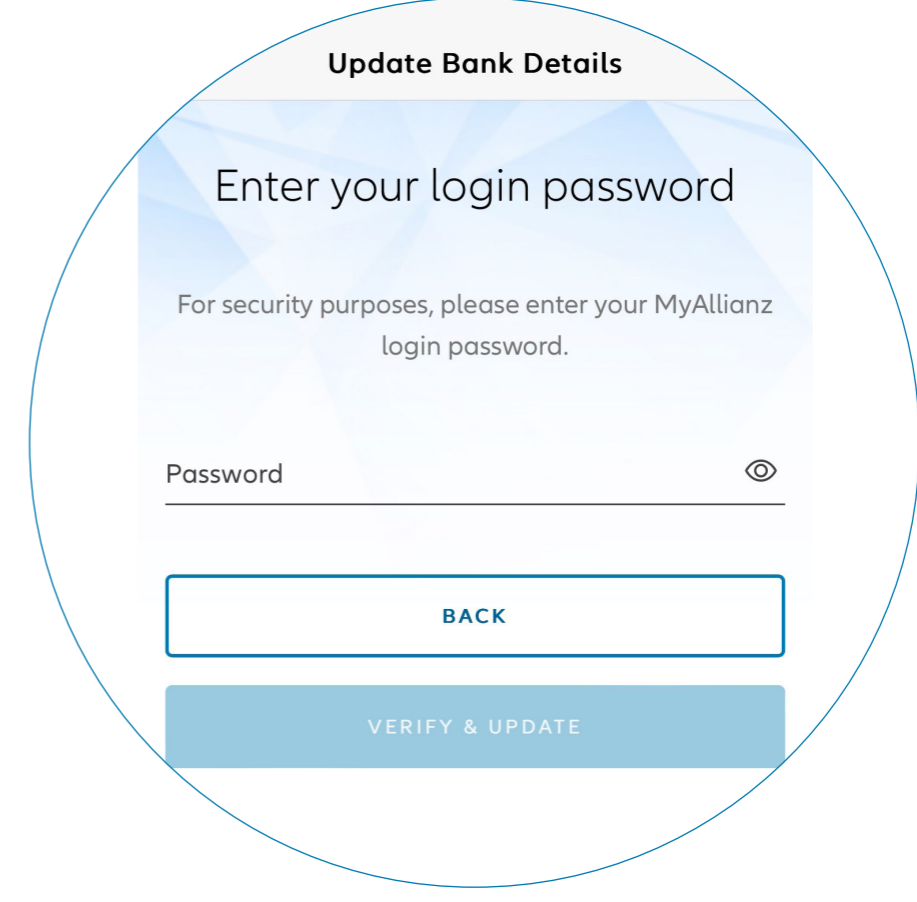 Update Bank Details
Enter your login password
For security purposes, please enter your MyAllianz
login password.
Password
BACK
VERIFY & UPDATE